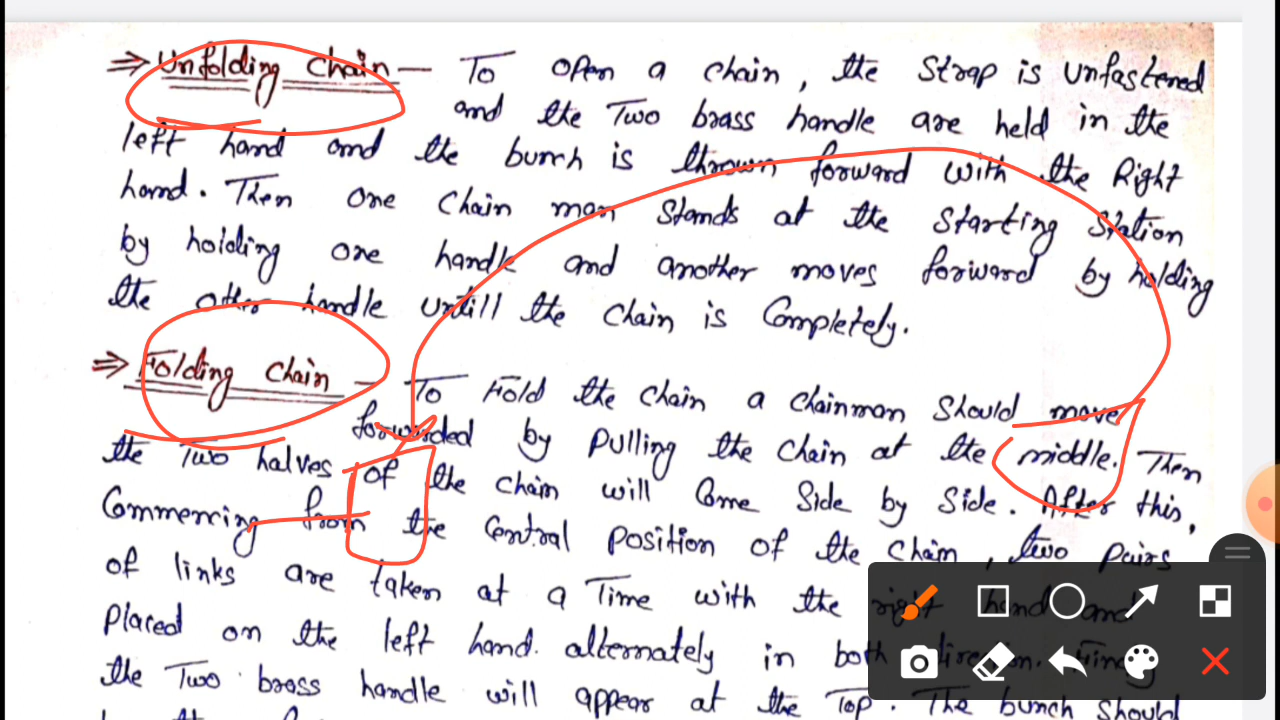 ⇒ Unfolding Chain — To open a chain, the strap is unfastened
and the Two brass handle are held in the
left hand and the bunch is thrown forward with the Right
hand. Then one chain man stands at the starting station
by holding one handle and another moves forward by holding
the other handle untill the chain is Completely.
⇒ Folding Chain — To Fold the chain a chainman should move
forwarded by pulling the chain at the middle. Then
the Two halves of the chain will Come Side by Side. After this,
Commencing from the Central position of the chain, two pairs
of links are taken at a Time with the right hand and
placed on the left hand. alternately in both direction.
the Two brass handle will appear at the Top. The bunch should